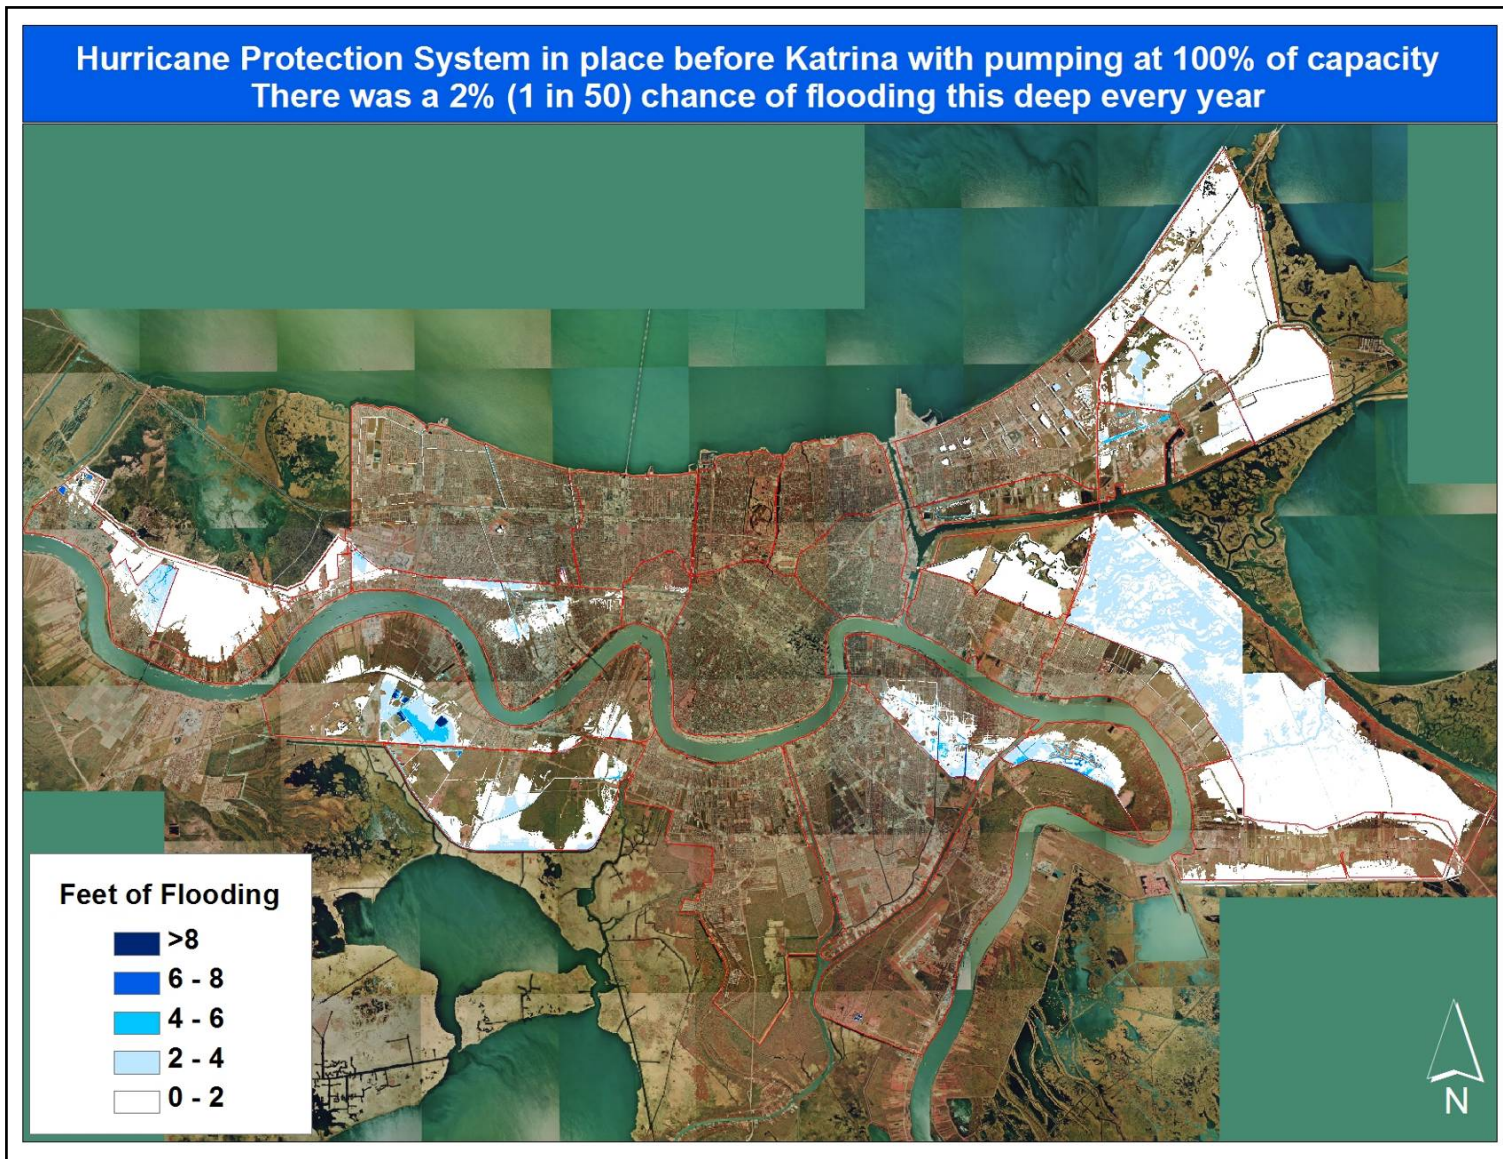 Hurricane Protection System in place before Katrina with pumping at 100% of capacity
There was a 2% (1 in 50) chance of flooding this deep every year
Feet of Flooding
>8
6 - 8
4 - 6
2 - 4
0 - 2
N